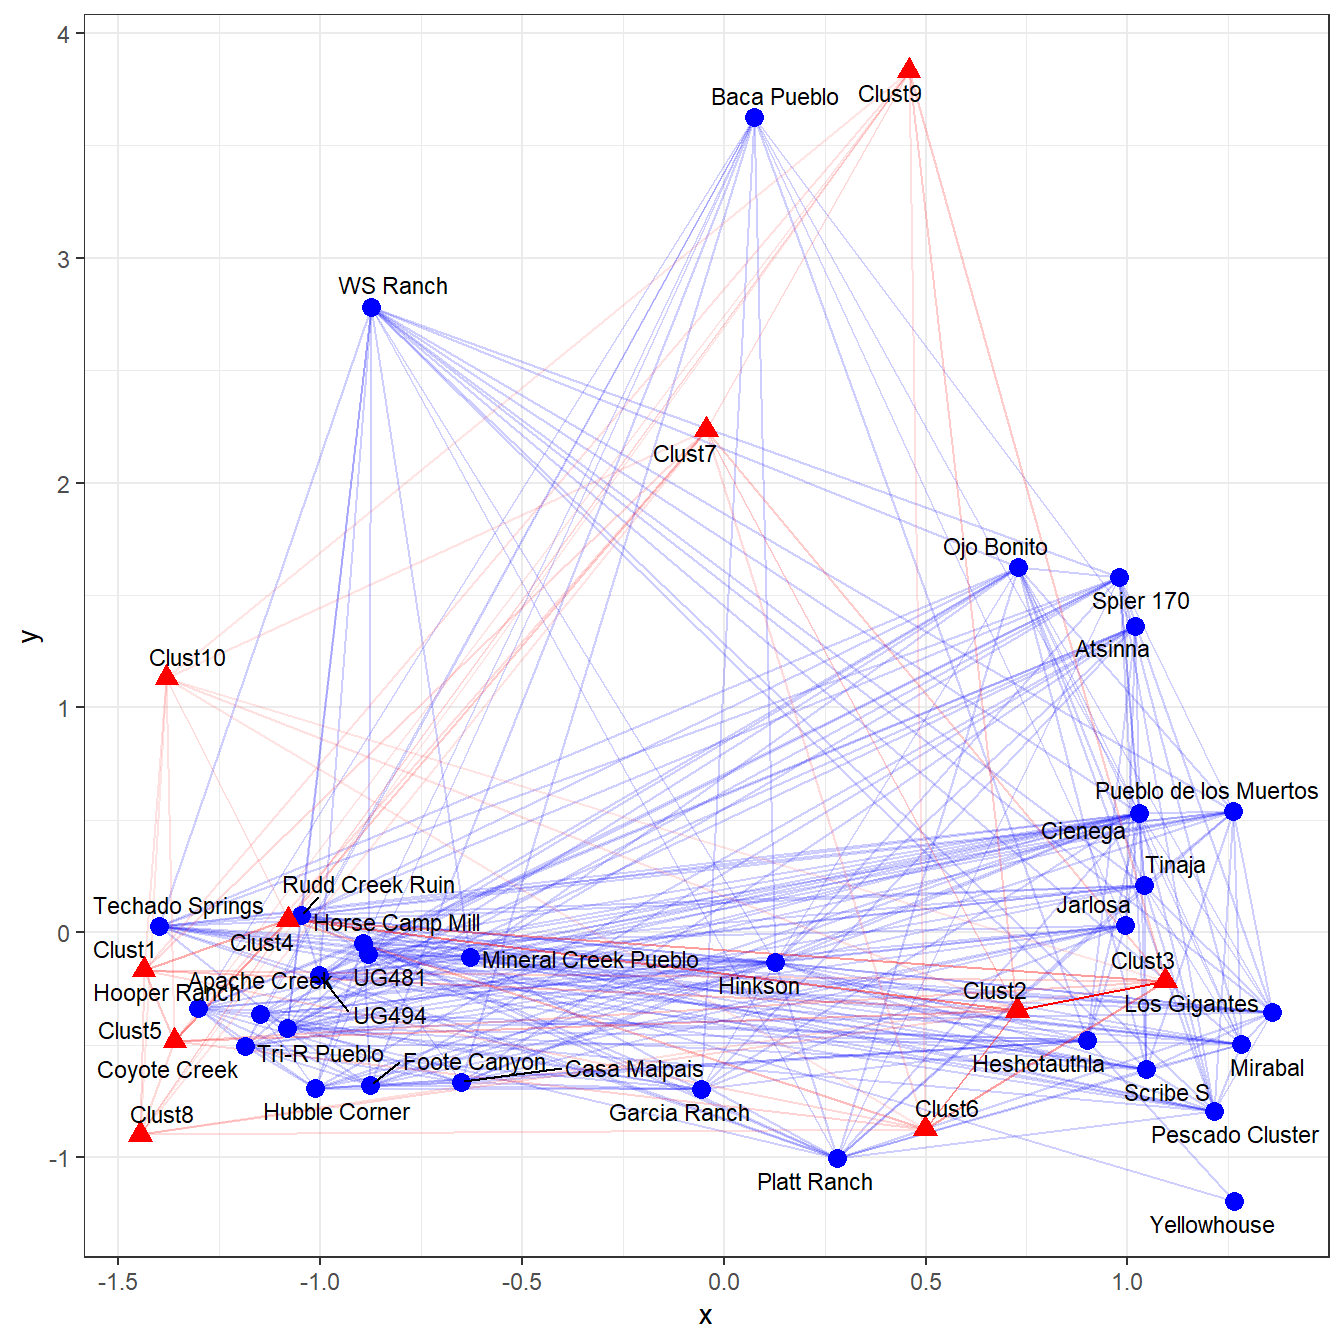 4
Clust9
Baca Pueblo
3
WS Ranch
Clust7
2
Ojo Bonito
Spier 170
Atsinna
Clust10
1
Pueblo de los Muertos
Cienega
Tinaja
Rudd Creek Ruin
Techado Springs
Jarlosa
Horse Camp Mill
0
Clust4
Clust1
Mineral Creek Pueblo
Clust3
Apache Creek
UG481
Hinkson
Hooper Ranch
Clust2
Los Gigantes
UG494
Clust5
Tri-R Pueblo
Foote Canyon
Casa Malpais
Heshotauthla
Mirabal
Coyote Creek
Scribe S
Clust8
Hubble Corner
Garcia Ranch
Clust6
Pescado Cluster
-1
Platt Ranch
Yellowhouse
y
-1.5
-1.0
-0.5
0.0
0.5
1.0
x